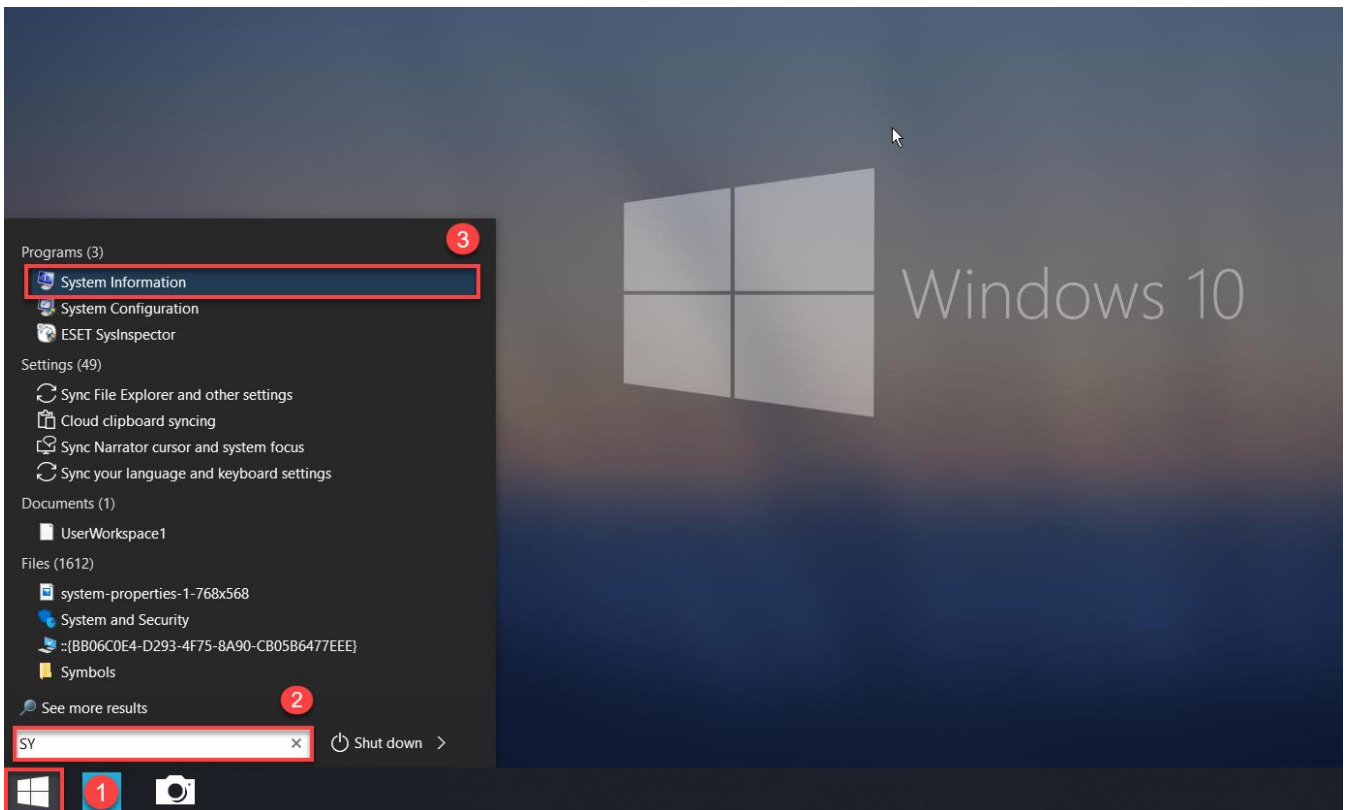 Windows 10
3
Programs (3)
System Information
System Configuration
ESET SysInspector
Settings (49)
Sync File Explorer and other settings
Cloud clipboard syncing
Sync Narrator cursor and system focus
Sync your language and keyboard settings
Documents (1)
UserWorkspace1
Files (1612)
system-properties-1-768x568
System and Security
::{BB06C0E4-D293-4F75-8A90-CB05B6477EEE}
Symbols
See more results
2
SY
Shut down
1